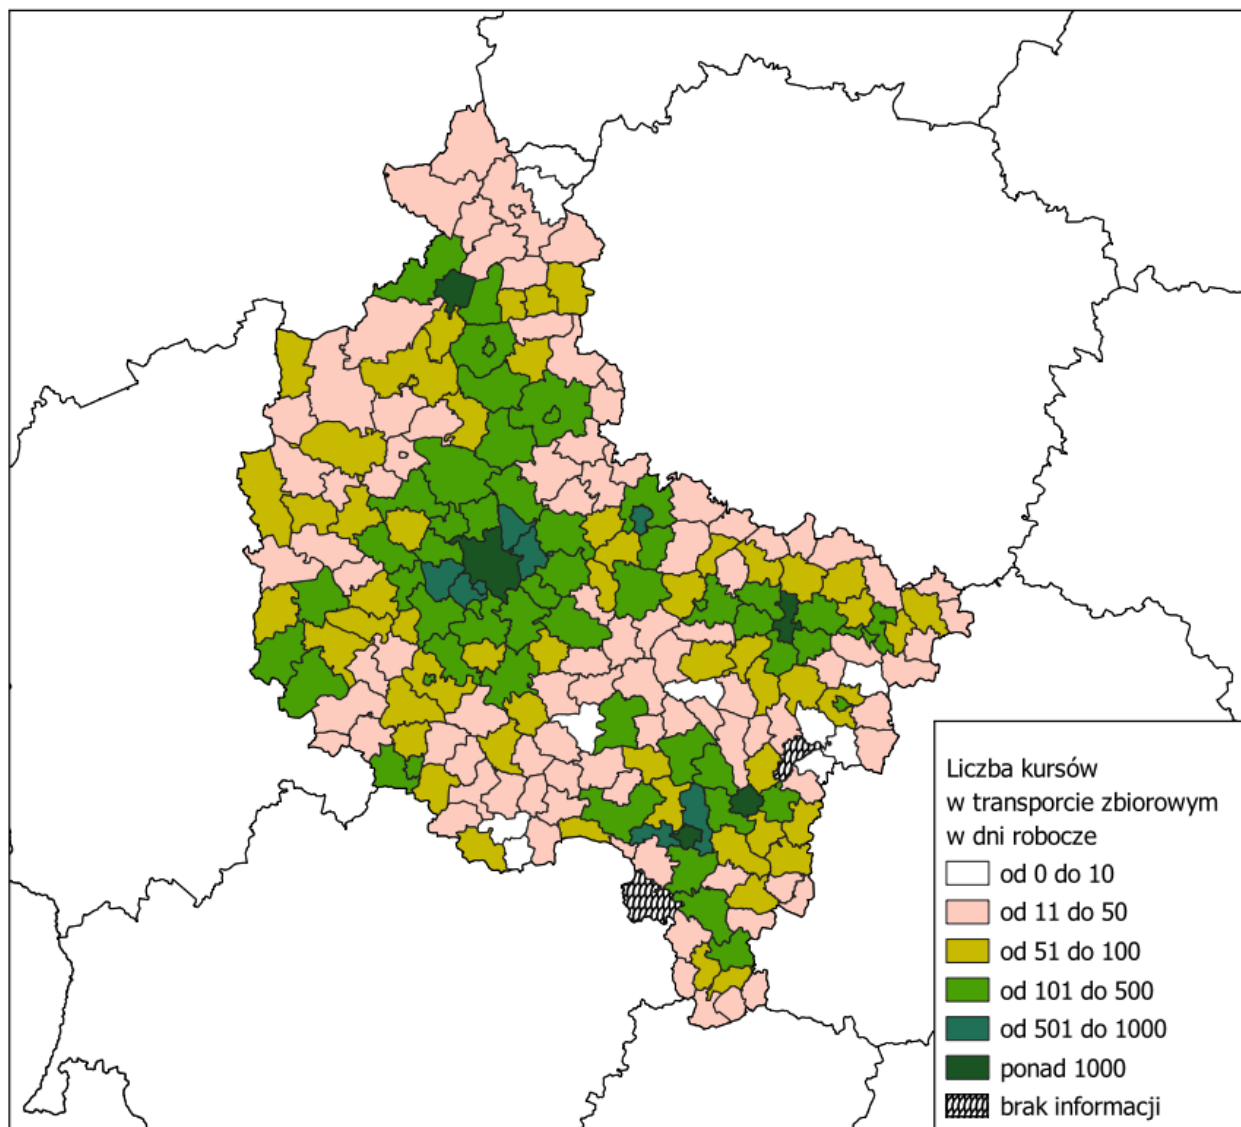 Liczba kursów
w transporcie zbiorowym
w dni robocze
od 0 do 10
od 11 do 50
od 51 do 100
od 101 do 500
od 501 do 1000
ponad 1000
brak informacji